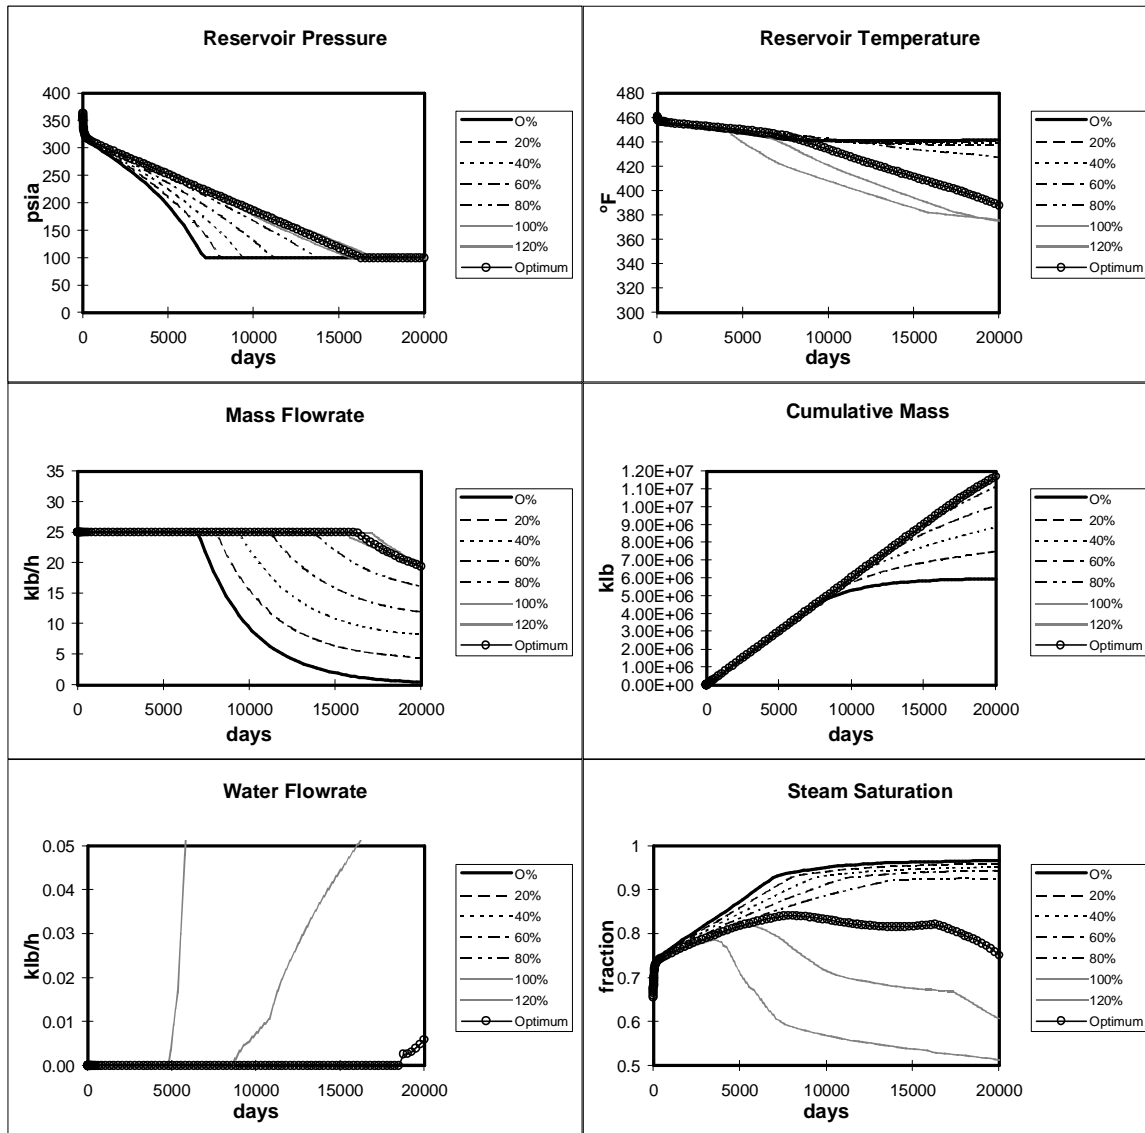 Reservoir Pressure
psia
400
350
300
250
200
150
100
50
0
0 5000 10000 15000 20000
days
O%
20%
40%
60%
80%
100%
120%
Optimum
Reservoir Temperature
°F
480
460
440
420
400
380
360
340
320
300
0 5000 10000 15000 20000
days
O%
20%
40%
60%
80%
100%
120%
Optimum
Mass Flowrate
klb/h
35
30
25
20
15
10
5
0
0 5000 10000 15000 20000
days
O%
20%
40%
60%
80%
100%
120%
Optimum
Cumulative Mass
klb
1.20E+07
1.10E+07
1.00E+07
9.00E+06
8.00E+06
7.00E+06
6.00E+06
5.00E+06
4.00E+06
3.00E+06
2.00E+06
1.00E+06
0.00E+00
0 5000 10000 15000 20000
days
O%
20%
40%
60%
80%
100%
120%
Optimum
Water Flowrate
klb/h
0.05
0.04
0.03
0.02
0.01
0.00
0 5000 10000 15000 20000
days
O%
20%
40%
60%
80%
100%
120%
Optimum
Steam Saturation
fraction
1
0.9
0.8
0.7
0.6
0.5
0 5000 10000 15000 20000
days
O%
20%
40%
60%
80%
100%
120%
Optimum